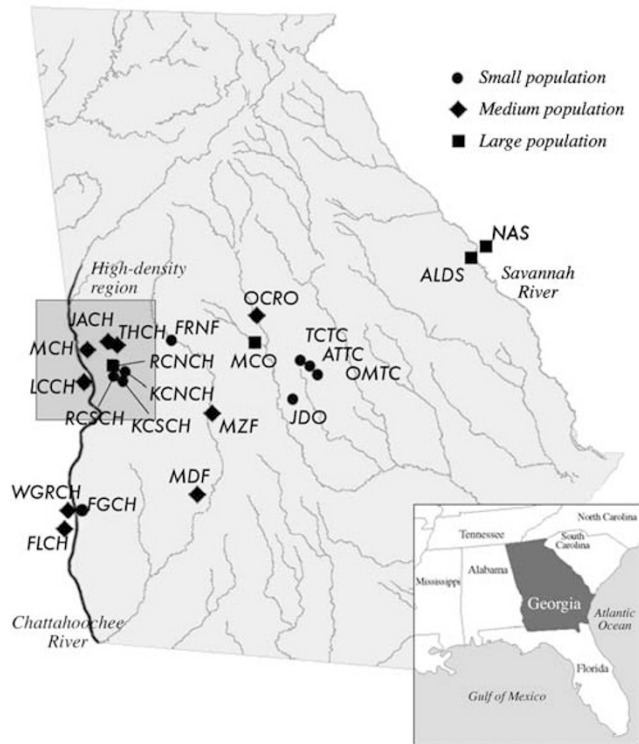 Small population
Medium population
Large population
NAS
ALDS
Savannah
River
High-density
region
OCRO
JACH
THCH
FRNF
MCH
RCNCH
MCO
TCTC
ATTC
OMTC
LCCH
KCNCH
RCSCH
KCSCH
MZF
JDO
MDF
WGRCH
FGCH
FLCH
Chattahoochee
River
North Carolina
Tennessee
South
Carolina
Mississippi
Alabama
Georgia
Atlantic
Ocean
Florida
Gulf of Mexico